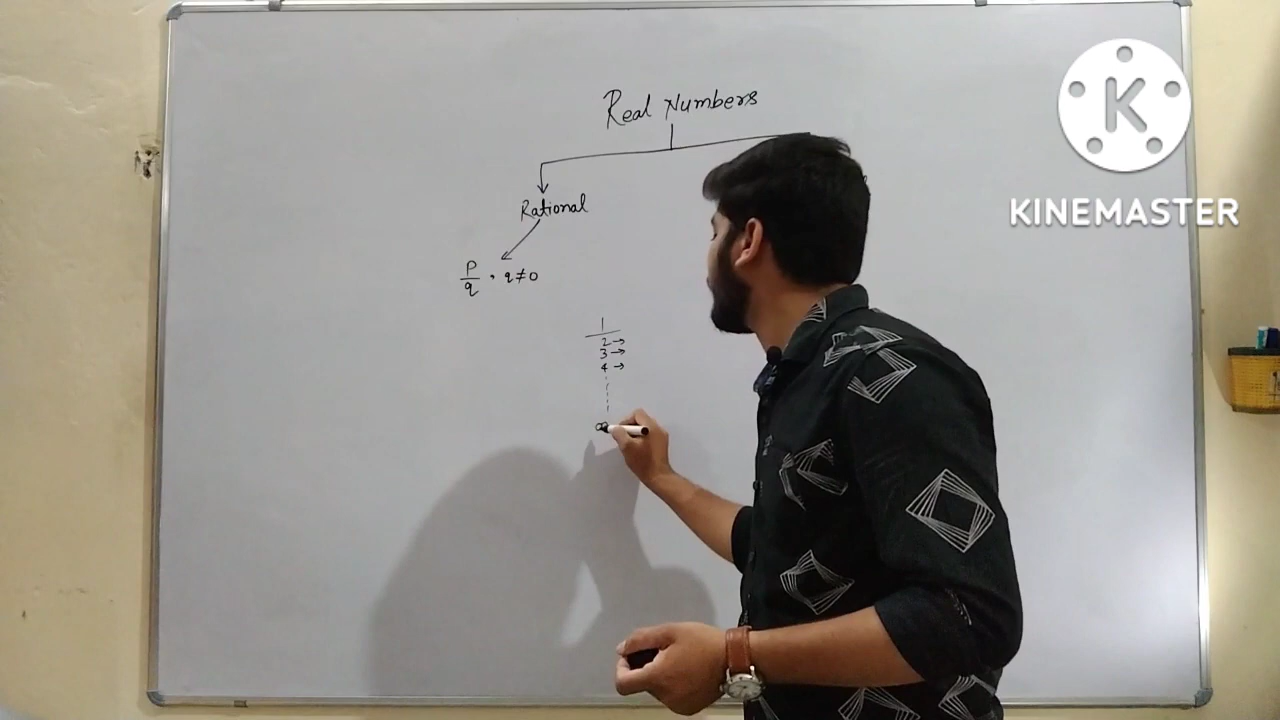 Real Numbers
Rational
p/q , q≠0
1
2→
3→
4→
∞
KINEMASTER